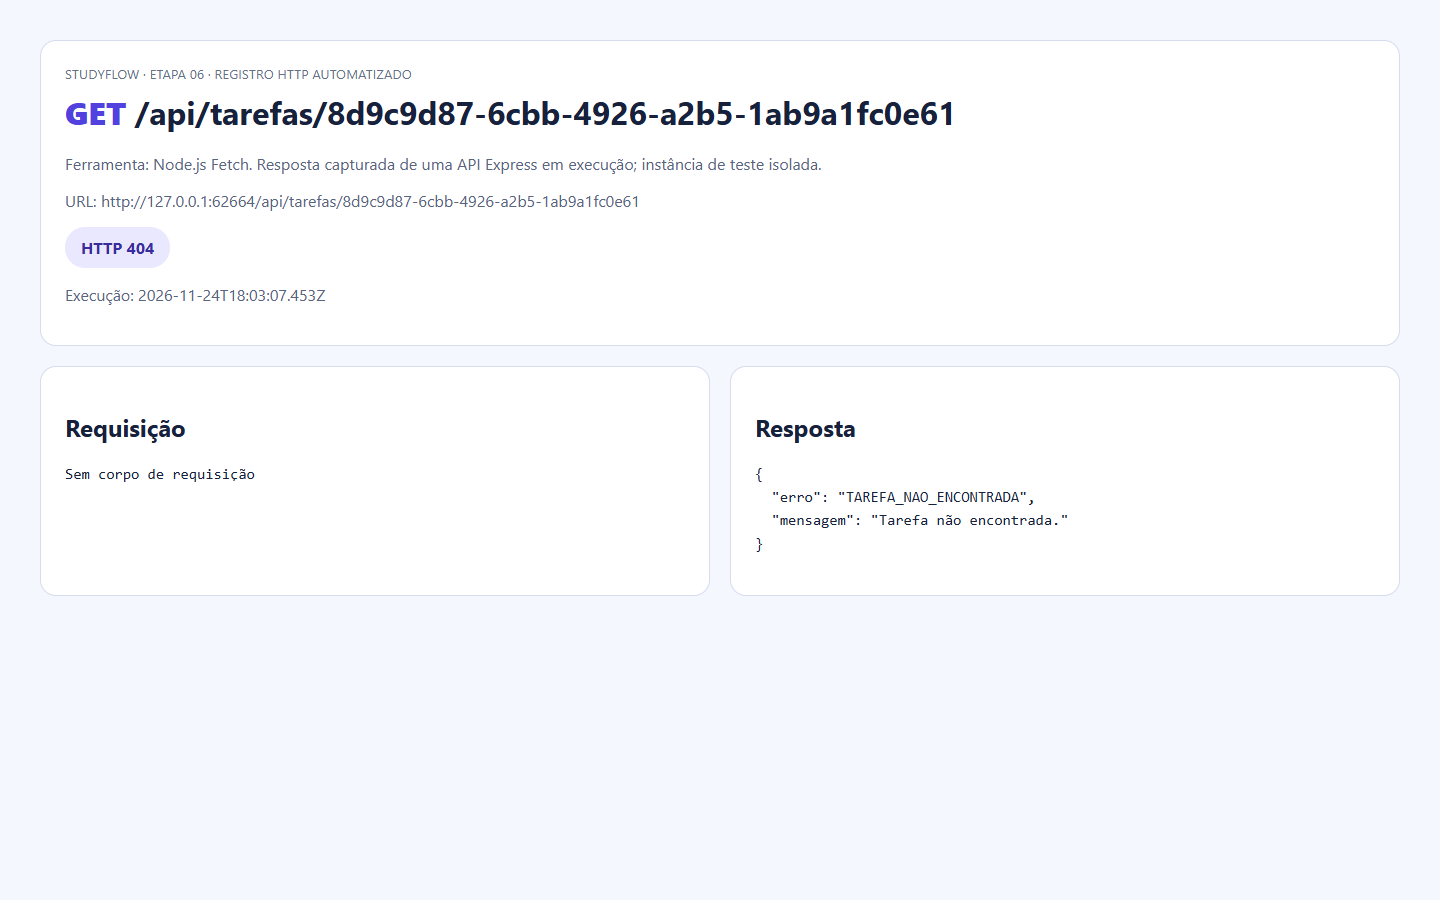 STUDYFLOW · ETAPA 06 · REGISTRO HTTP AUTOMATIZADO
GET /api/tarefas/8d9c9d87-6cbb-4926-a2b5-1ab9a1fc0e61
Ferramenta: Node.js Fetch. Resposta capturada de uma API Express em execução; instância de teste isolada.
URL: http://127.0.0.1:62664/api/tarefas/8d9c9d87-6cbb-4926-a2b5-1ab9a1fc0e61
HTTP 404
Execução: 2026-11-24T18:03:07.453Z
Requisição
Sem corpo de requisição
Resposta
{
  "erro": "TAREFA_NAO_ENCONTRADA",
  "mensagem": "Tarefa não encontrada."
}